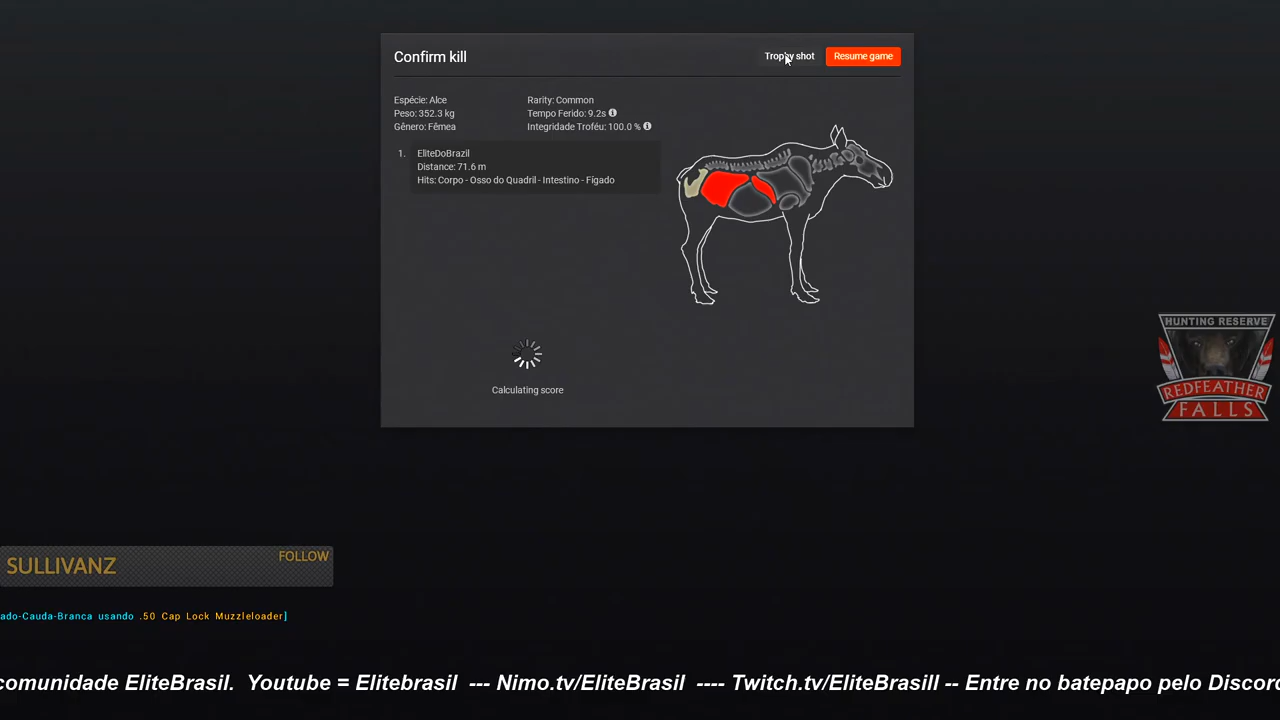 Confirm kill
Trophy shot
Resume game
Espécie: Alce
Rarity: Common
Peso: 352.3 kg
Tempo Ferido: 9.2s
Gênero: Fêmea
Integridade Troféu: 100.0 %
1. EliteDoBrazil
Distance: 71.6 m
Hits: Corpo - Osso do Quadril - Intestino - Fígado
Calculating score
HUNTING RESERVE
REDFEATHER
FALLS
SULLIVANZ
FOLLOW
ado-Cauda-Branca usando .50 Cap Lock Muzzleloader]
comunidade EliteBrasil. Youtube = Elitebrasil --- Nimo.tv/EliteBrasil ---- Twitch.tv/EliteBrasill -- Entre no batepapo pelo Discord